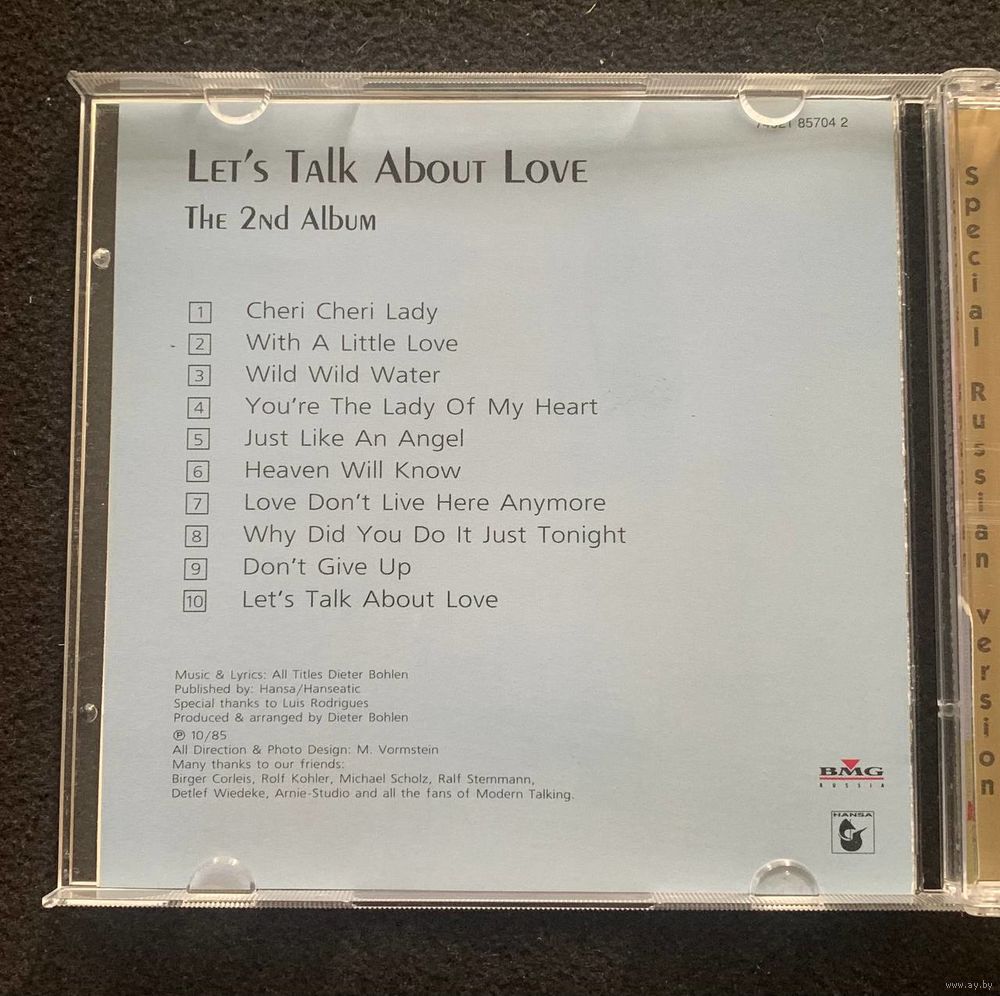 85704 2
LET'S TALK ABOUT LOVE
THE 2ND ALBUM
1 Cheri Cheri Lady
2 With A Little Love
3 Wild Wild Water
4 You're The Lady Of My Heart
5 Just Like An Angel
6 Heaven Will Know
7 Love Don't Live Here Anymore
8 Why Did You Do It Just Tonight
9 Don't Give Up
10 Let's Talk About Love
Music & Lyrics: All Titles Dieter Bohlen
Published by: Hansa/Hanseatic
Special thanks to Luis Rodrigues
Produced & arranged by Dieter Bohlen
℗ 10/85
All Direction & Photo Design: M. Vormstein
Many thanks to our friends:
Birger Corleis, Rolf Kohler, Michael Scholz, Ralf Stemmann,
Detlef Wiedeke, Arnie-Studio and all the fans of Modern Talking.
BMG
RUSSIA
HANSA
Special Russian version
www.ay.by